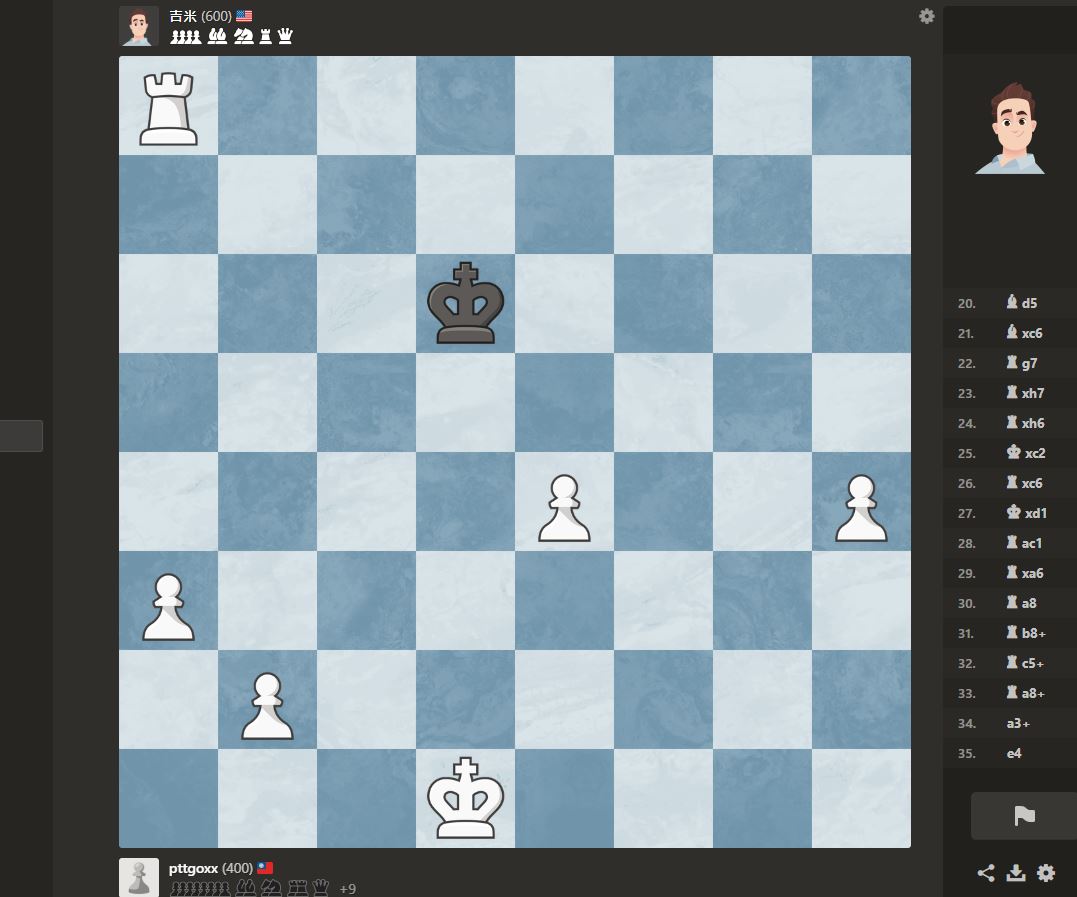 吉米 (600)
20. d5
21. xc6
22. g7
23. xh7
24. xh6
25. xc2
26. xc6
27. xd1
28. ac1
29. xa6
30. a8
31. b8+
32. c5+
33. a8+
34. a3+
35. e4
pttgoxx (400)
+9